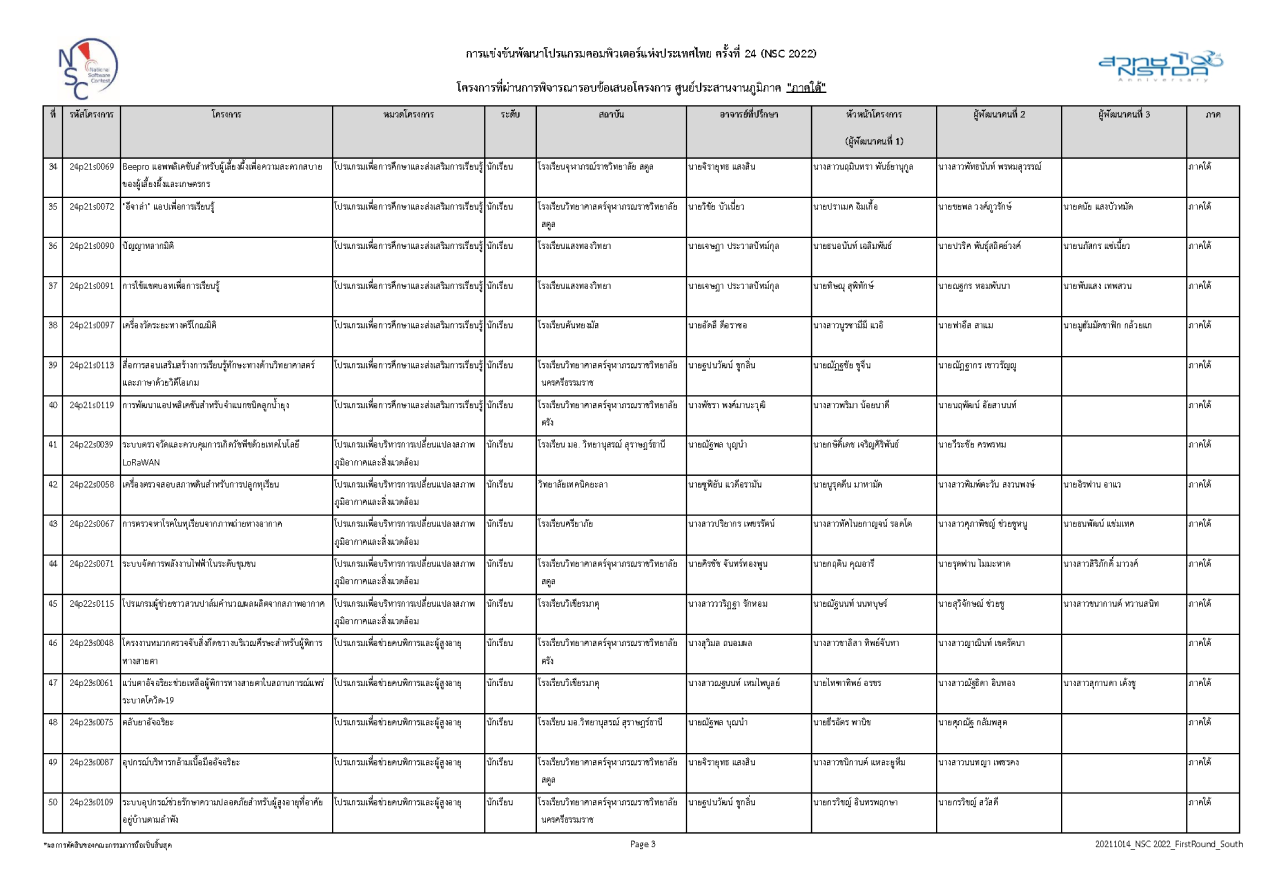 NSC
National
Software
Contest
การแข่งขันพัฒนาโปรแกรมคอมพิวเตอร์แห่งประเทศไทย ครั้งที่ 24 (NSC 2022)
โครงการที่ผ่านการพิจารณารอบข้อเสนอโครงการ ศูนย์ประสานงานภูมิภาค "ภาคใต้"
สวทช
NSTDA
Anniversary
ที่ รหัสโครงการ โครงการ หมวดโครงการ ระดับ สถาบัน อาจารย์ที่ปรึกษา หัวหน้าโครงการ ผู้พัฒนาคนที่ 2 ผู้พัฒนาคนที่ 3 ภาค
(ผู้พัฒนาคนที่ 1)
34 24p21s0069 Beepro แอพพลิเคชันสำหรับผู้เลี้ยงผึ้งเพื่อความสะดวกสบาย โปรแกรมเพื่อการศึกษาและส่งเสริมการเรียนรู้ นักเรียน โรงเรียนจุฬาภรณ์ราชวิทยาลัย สตูล นายจิรายุทธ แสงสีน นางสาวนฤมินทรา พันธ์ยานุกูล นางสาวพัทธนันท์ พรหมสุวรรณ์ ภาคใต้
ของผู้เลี้ยงผึ้งและเกษตรกร
35 24p21s0072 "อีจาล่า" แอปเพื่อการเรียนรู้ โปรแกรมเพื่อการศึกษาและส่งเสริมการเรียนรู้ นักเรียน โรงเรียนวิทยาศาสตร์จุฬาภรณราชวิทยาลัย นายวิชัย บัวเนี่ยว นายปราเมศ ฉิมเกื้อ นายชยพล วงศ์ภูวรักษ์ นายดนัย แสงบัวหมัด ภาคใต้
สตูล
36 24p21s0090 ปัญญาหลากมิติ โปรแกรมเพื่อการศึกษาและส่งเสริมการเรียนรู้ นักเรียน โรงเรียนแสงทองวิทยา นายเจษฎา ประวาลปัทม์กุล นายธนอนันท์ เฉลิมพันธ์ นายปวริศ พันธุ์สถิตย์วงศ์ นายนภัสกร แซ่เนี้ยว ภาคใต้
37 24p21s0091 การใช้แชตบอทเพื่อการเรียนรู้ โปรแกรมเพื่อการศึกษาและส่งเสริมการเรียนรู้ นักเรียน โรงเรียนแสงทองวิทยา นายเจษฎา ประวาลปัทม์กุล นายทิษณุ สุพิทักษ์ นายณฐกร หอมพันนา นายพันแสง เทพสวน ภาคใต้
38 24p21s0097 เครื่องวัดระยะทางตรีโกณมิติ โปรแกรมเพื่อการศึกษาและส่งเสริมการเรียนรู้ นักเรียน โรงเรียนต้นหยงมัส นายอัดลี ดือราซอ นางสาวนูรซามีมี แวอิ นายฟาอีส สาแม นายมูฮัมมัดซาฟิก กล้วยแก ภาคใต้
39 24p21s0113 สื่อการสอนเสริมสร้างการเรียนรู้ทักษะทางด้านวิทยาศาสตร์ โปรแกรมเพื่อการศึกษาและส่งเสริมการเรียนรู้ นักเรียน โรงเรียนวิทยาศาสตร์จุฬาภรณราชวิทยาลัย นายฐปนวัฒน์ ชูกลิ่น นายณัฏฐชัย ชูจีน นายณัฏฐากร เชาวรัญญู ภาคใต้
และภาษาด้วยวิดีโอเกม นครศรีธรรมราช
40 24p21s0119 การพัฒนาแอปพลิเคชันสำหรับจำแนกชนิดลูกน้ำยุง โปรแกรมเพื่อการศึกษาและส่งเสริมการเรียนรู้ นักเรียน โรงเรียนวิทยาศาสตร์จุฬาภรณราชวิทยาลัย นางพัชรา พงศ์มานะวุฒิ นางสาวพริมา น้อยนาดี นายนฤพัฒน์ อัยสานนท์ ภาคใต้
ตรัง
41 24p22s0039 ระบบตรวจวัดและควบคุมการเกิดวัชพืชด้วยเทคโนโลยี โปรแกรมเพื่อบริหารการเปลี่ยนแปลงสภาพ นักเรียน โรงเรียน มอ. วิทยานุสรณ์ สุราษฎร์ธานี นายณัฐพล บุญนำ นายกษิดิ์เดช เจริญศิริพันธ์ นายวีระชัย ศรพรหม ภาคใต้
LoRaWAN ภูมิอากาศและสิ่งแวดล้อม
42 24p22s0058 เครื่องตรวจสอบสภาพดินสำหรับการปลูกทุเรียน โปรแกรมเพื่อบริหารการเปลี่ยนแปลงสภาพ นักเรียน วิทยาลัยเทคนิคยะลา นายซูฟียัน แวดือรามัน นายนูรุดดีน มาหามัด นางสาวพิมพ์ตะวัน สงวนพงษ์ นายอิรฟาน อาแว ภาคใต้
ภูมิอากาศและสิ่งแวดล้อม
43 24p22s0067 การตรวจหาโรคในทุเรียนจากภาพถ่ายทางอากาศ โปรแกรมเพื่อบริหารการเปลี่ยนแปลงสภาพ นักเรียน โรงเรียนศรียาภัย นางสาวปริยากร เพชรรัตน์ นางสาวทัศไนยกาญจน์ รอดโต นางสาวศุภาพิชญ์ ช่วยชูหนู นายธนพัฒน์ แช่มเทศ ภาคใต้
ภูมิอากาศและสิ่งแวดล้อม
44 24p22s0071 ระบบจัดการพลังงานไฟฟ้าในระดับชุมชน โปรแกรมเพื่อบริหารการเปลี่ยนแปลงสภาพ นักเรียน โรงเรียนวิทยาศาสตร์จุฬาภรณราชวิทยาลัย นายศิรชัช จันทร์ทองพูน นายกฤติน คุณอารี นายรุดฟาน ไมมะหาด นางสาวสิริภักดิ์ มาวงค์ ภาคใต้
ภูมิอากาศและสิ่งแวดล้อม สตูล
45 24p22s0115 โปรแกรมผู้ช่วยชาวสวนปาล์มคำนวณผลผลิตจากสภาพอากาศ โปรแกรมเพื่อบริหารการเปลี่ยนแปลงสภาพ นักเรียน โรงเรียนวิเชียรมาตุ นางสาววริฏฐา รักหอม นายณัฐนนท์ นนทบุษร์ นายสุวิจักษณ์ ช่วยชู นางสาวชนากานต์ หวานสนิท ภาคใต้
ภูมิอากาศและสิ่งแวดล้อม
46 24p23s0048 โครงงานหมวกตรวจจับสิ่งกีดขวางบริเวณศีรษะสำหรับผู้พิการ โปรแกรมเพื่อช่วยคนพิการและผู้สูงอายุ นักเรียน โรงเรียนวิทยาศาสตร์จุฬาภรณราชวิทยาลัย นางสุวิมล ถนอมผล นางสาวชาลิสา ทิพย์จันทา นางสาวญาณินท์ เขตรัตนา ภาคใต้
ทางสายตา ตรัง
47 24p23s0061 แว่นตาอัจฉริยะช่วยเหลือผู้พิการทางสายตาในสถานการณ์แพร่ โปรแกรมเพื่อช่วยคนพิการและผู้สูงอายุ นักเรียน โรงเรียนวิเชียรมาตุ นางสาวณฐนนท์ เหมไพบูลย์ นายไทฑาทิพย์ อรชร นางสาวณัฐธิดา อินทอง นางสาวสุกานดา เด้งชู ภาคใต้
ระบาดโควิด-19
48 24p23s0075 ตลับยาอัจฉริยะ โปรแกรมเพื่อช่วยคนพิการและผู้สูงอายุ นักเรียน โรงเรียน มอ.วิทยานุสรณ์ สุราษฎร์ธานี นายณัฐพล บุญนำ นายธีรฉัตร พานิช นายศุภณัฐ กลัมพสุต ภาคใต้
49 24p23s0087 อุปกรณ์บริหารกล้ามเนื้อมืออัจฉริยะ โปรแกรมเพื่อช่วยคนพิการและผู้สูงอายุ นักเรียน โรงเรียนวิทยาศาสตร์จุฬาภรณราชวิทยาลัย นายจิรายุทธ แสงสีน นางสาวชนิกานต์ แหละยุหีม นางสาวนนทญา เพชรคง ภาคใต้
สตูล
50 24p23s0109 ระบบอุปกรณ์ช่วยรักษาความปลอดภัยสำหรับผู้สูงอายุที่อาศัย โปรแกรมเพื่อช่วยคนพิการและผู้สูงอายุ นักเรียน โรงเรียนวิทยาศาสตร์จุฬาภรณราชวิทยาลัย นายฐปนวัฒน์ ชูกลิ่น นายกรวิชญ์ อินทรพฤกษา นายกรวิชญ์ สวัสดี ภาคใต้
อยู่บ้านตามลำพัง นครศรีธรรมราช
*ผลการตัดสินของคณะกรรมการถือเป็นสิ้นสุด Page 3 20211014_NSC 2022_FirstRound_South